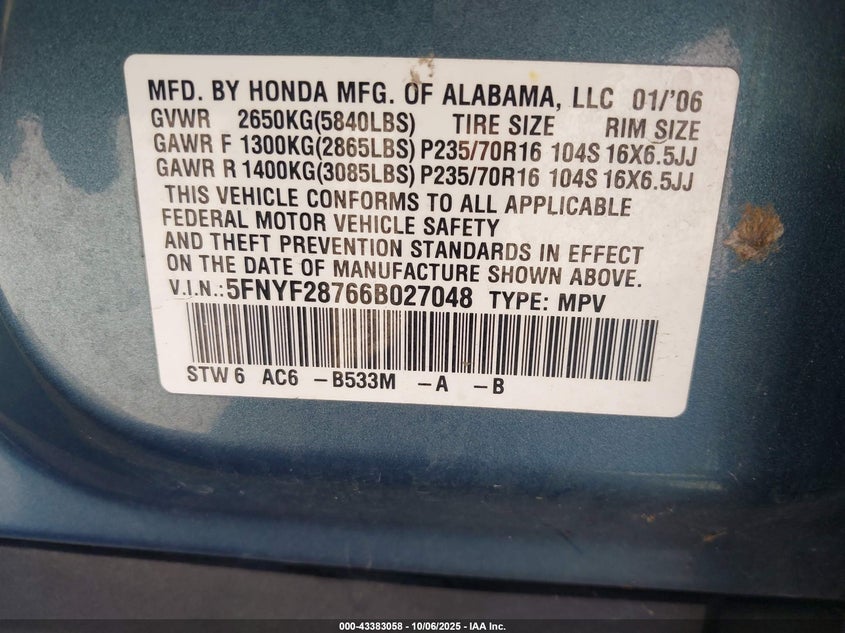 MFD. BY HONDA MFG. OF ALABAMA, LLC 01/'06
GVWR 2650KG(5840LBS) TIRE SIZE RIM SIZE
GAWR F 1300KG(2865LBS) P235/70R16 104S 16X6.5JJ
GAWR R 1400KG(3085LBS) P235/70R16 104S 16X6.5JJ
THIS VEHICLE CONFORMS TO ALL APPLICABLE
FEDERAL MOTOR VEHICLE SAFETY
AND THEFT PREVENTION STANDARDS IN EFFECT
ON THE DATE OF MANUFACTURE SHOWN ABOVE.
V.I.N.: 5FNYF28766B027048 TYPE: MPV
STW 6 AC6 -B533M -A -B
000-43383058 - 10/06/2025 - IAA Inc.